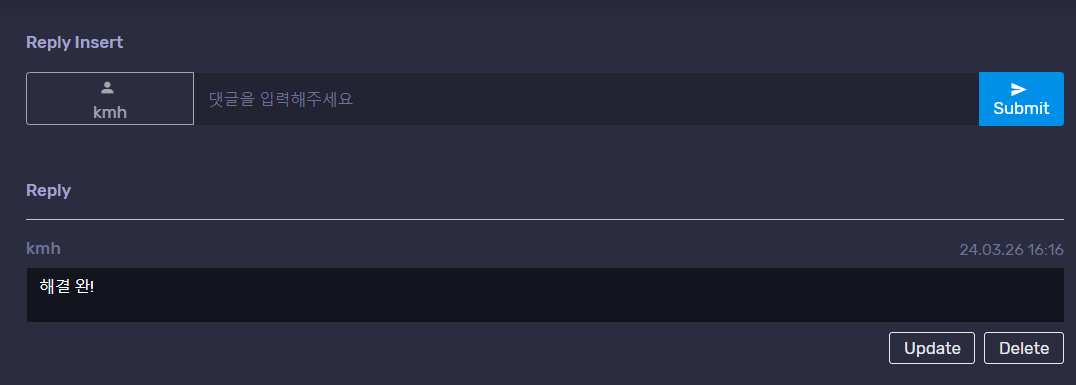 Reply Insert
kmh
댓글을 입력해주세요
Submit
Reply
kmh
24.03.26 16:16
해결 완!
Update
Delete